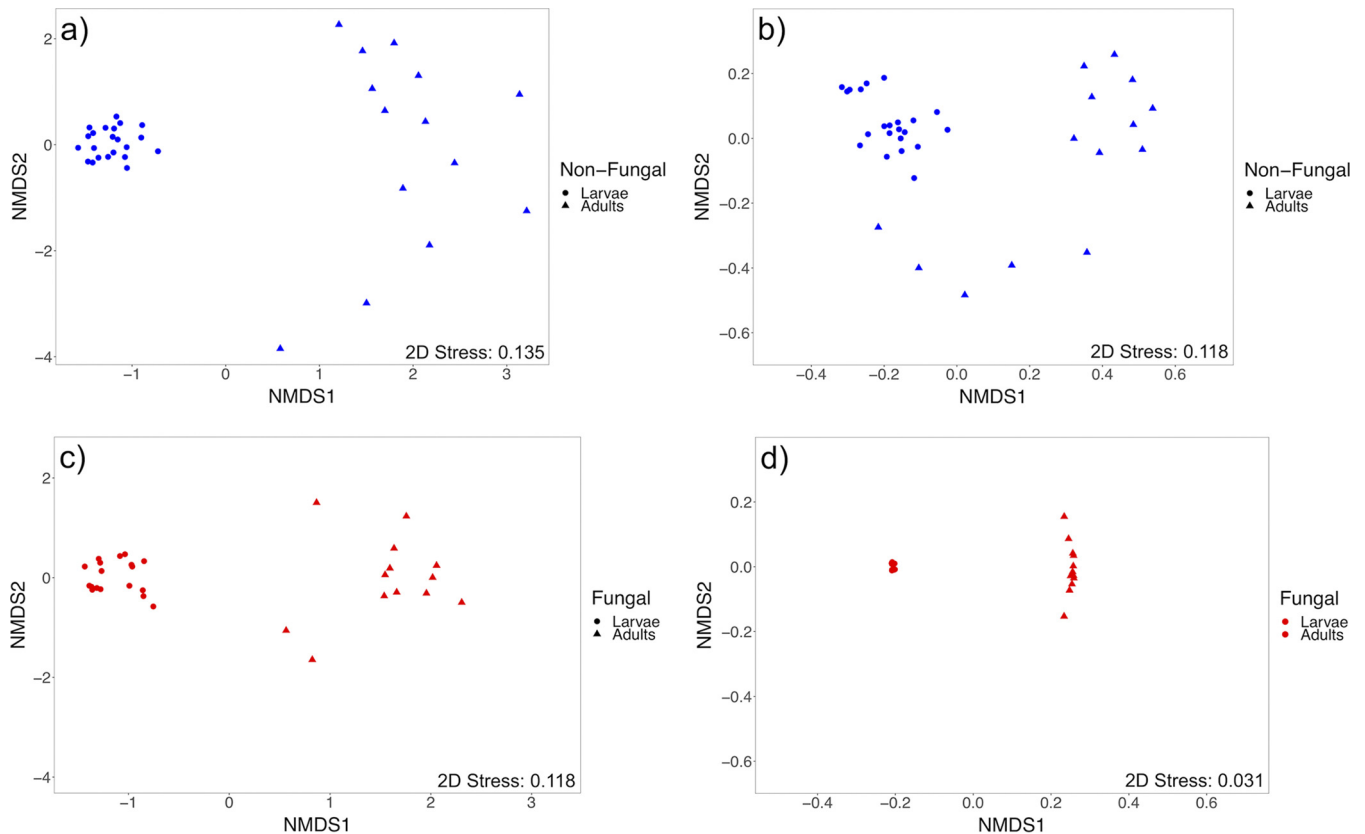 a)
2
0
−2
−4
−1
0
1
2
3
NMDS1
NMDS2
2D Stress: 0.135
Non−Fungal
Larvae
Adults
b)
0.2
0.0
−0.2
−0.4
−0.6
−0.4
−0.2
0.0
0.2
0.4
0.6
NMDS1
NMDS2
2D Stress: 0.118
Non−Fungal
Larvae
Adults
c)
2
0
−2
−4
−1
0
1
2
3
NMDS1
NMDS2
2D Stress: 0.118
Fungal
Larvae
Adults
d)
0.2
0.0
−0.2
−0.4
−0.6
−0.4
−0.2
0.0
0.2
0.4
0.6
NMDS1
NMDS2
2D Stress: 0.031
Fungal
Larvae
Adults